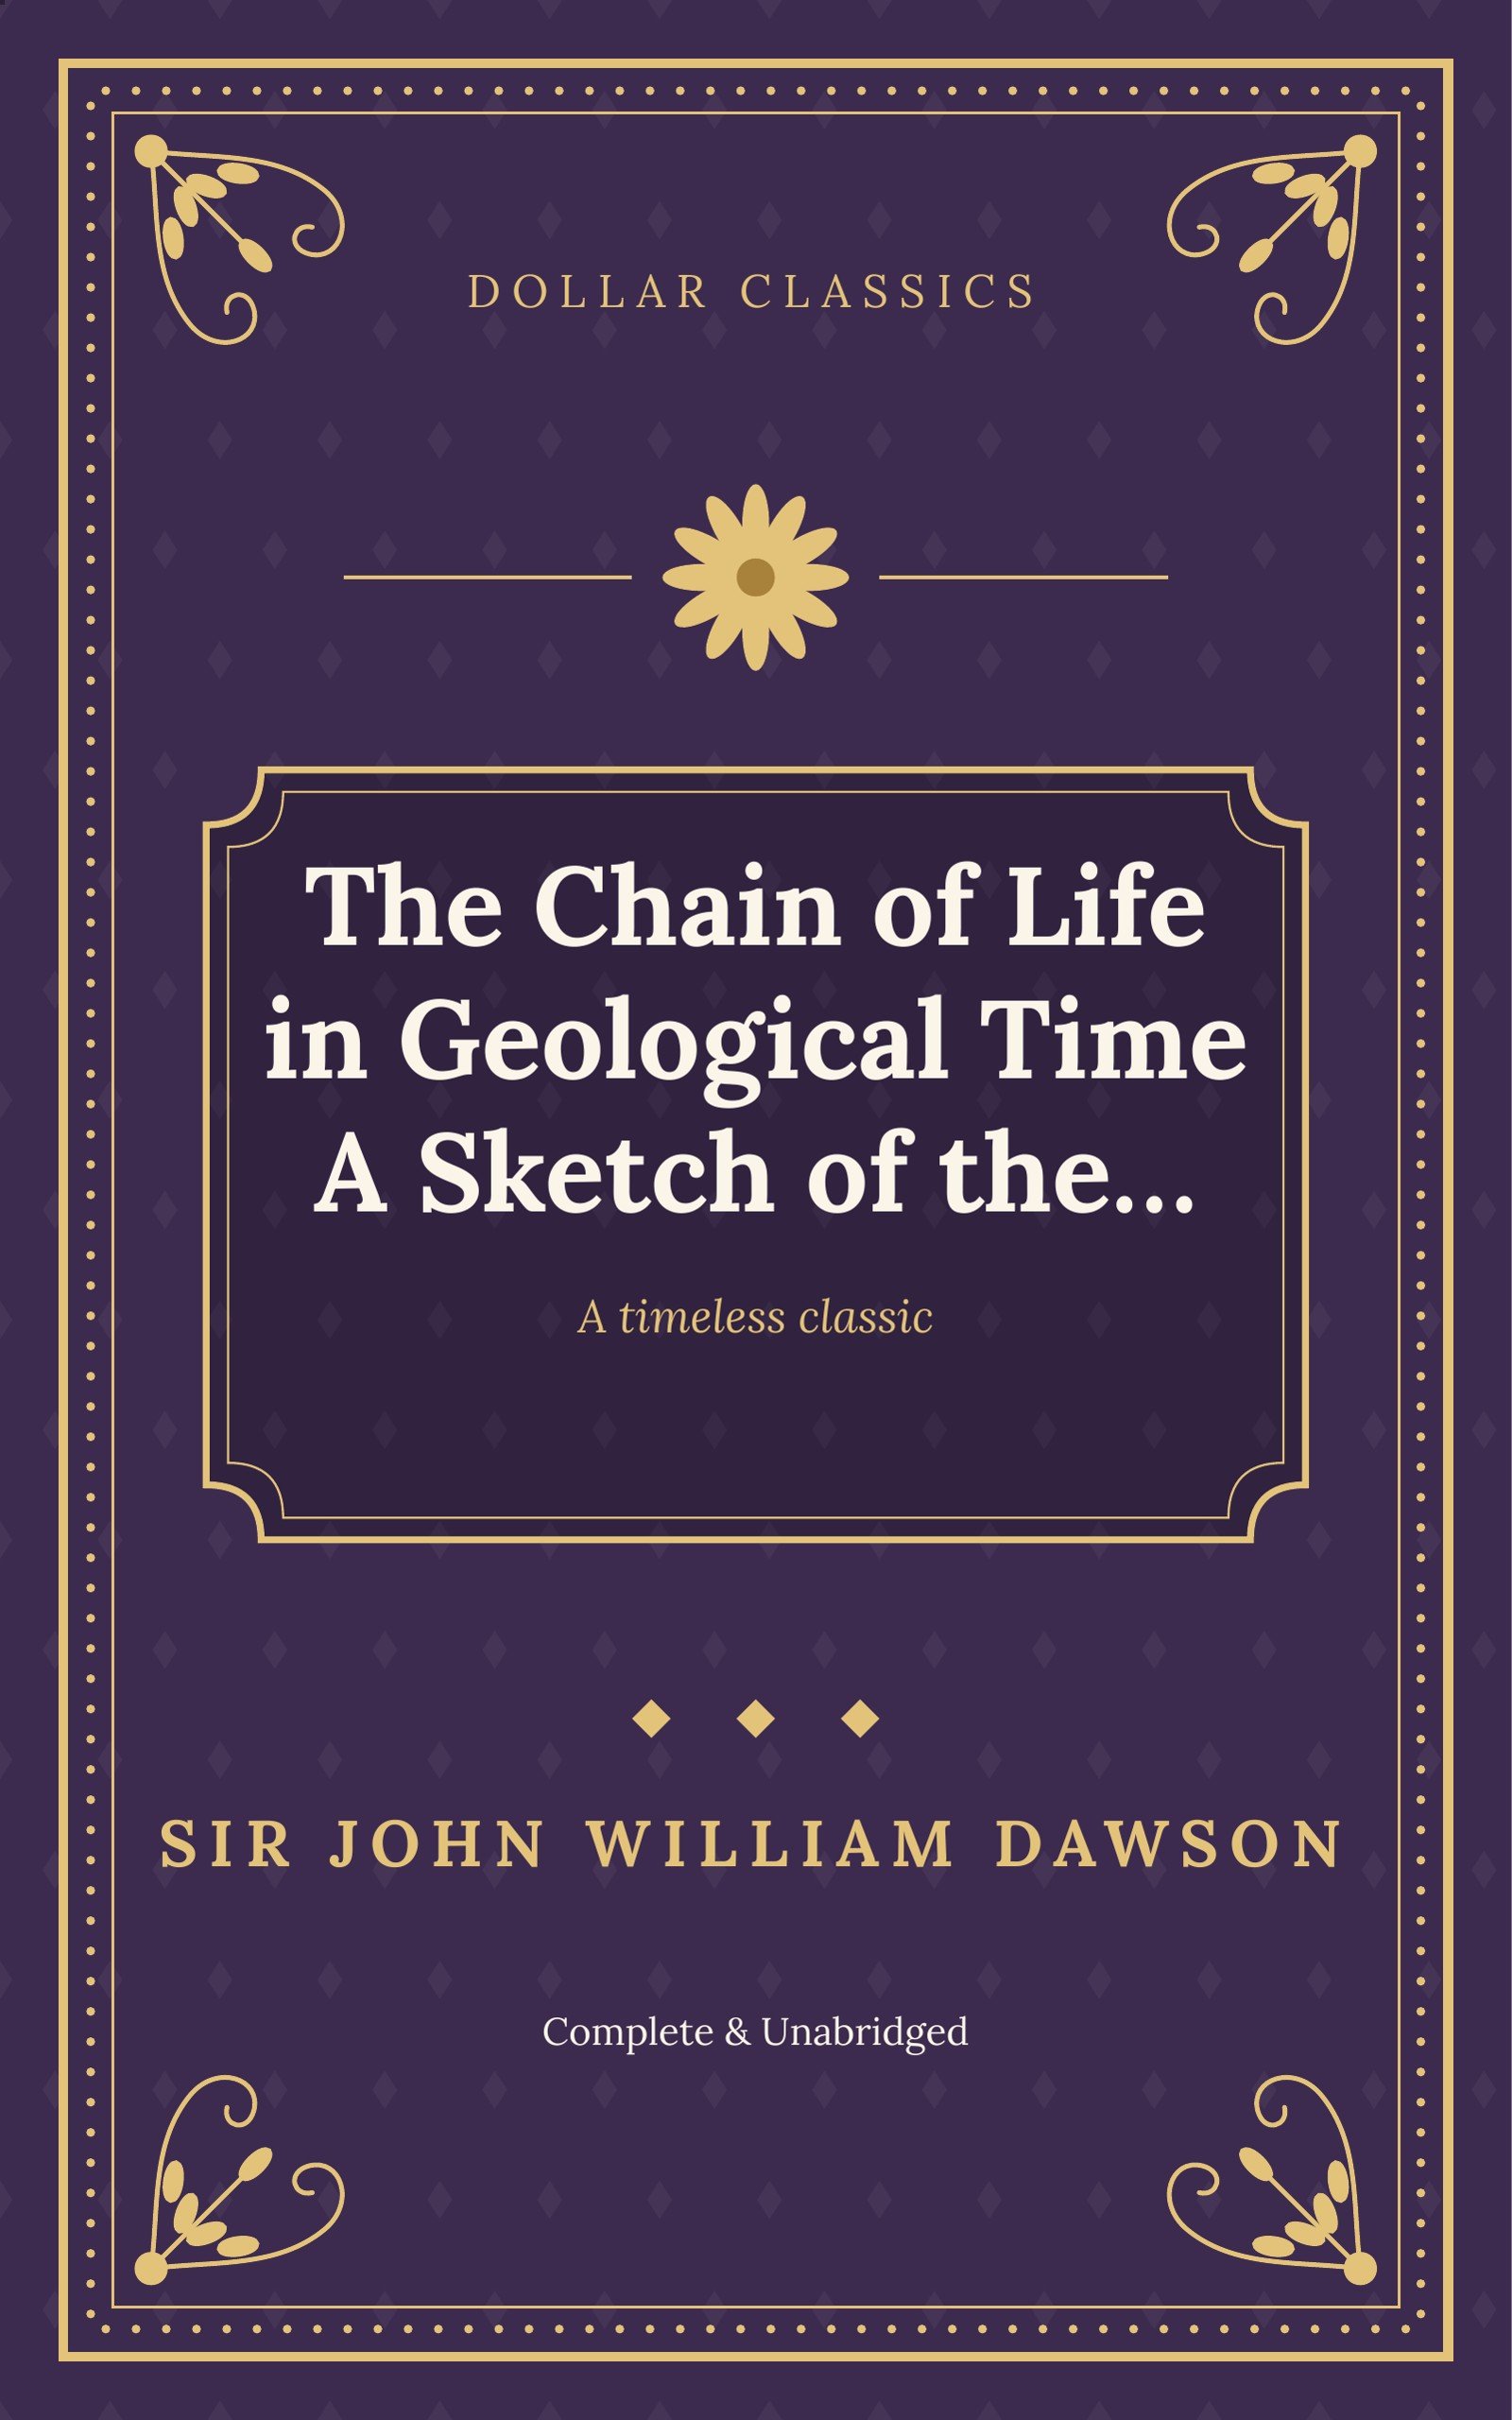 DOLLAR CLASSICS
The Chain of Life
in Geological Time
A Sketch of the...
A timeless classic
SIR JOHN WILLIAM DAWSON
Complete & Unabridged